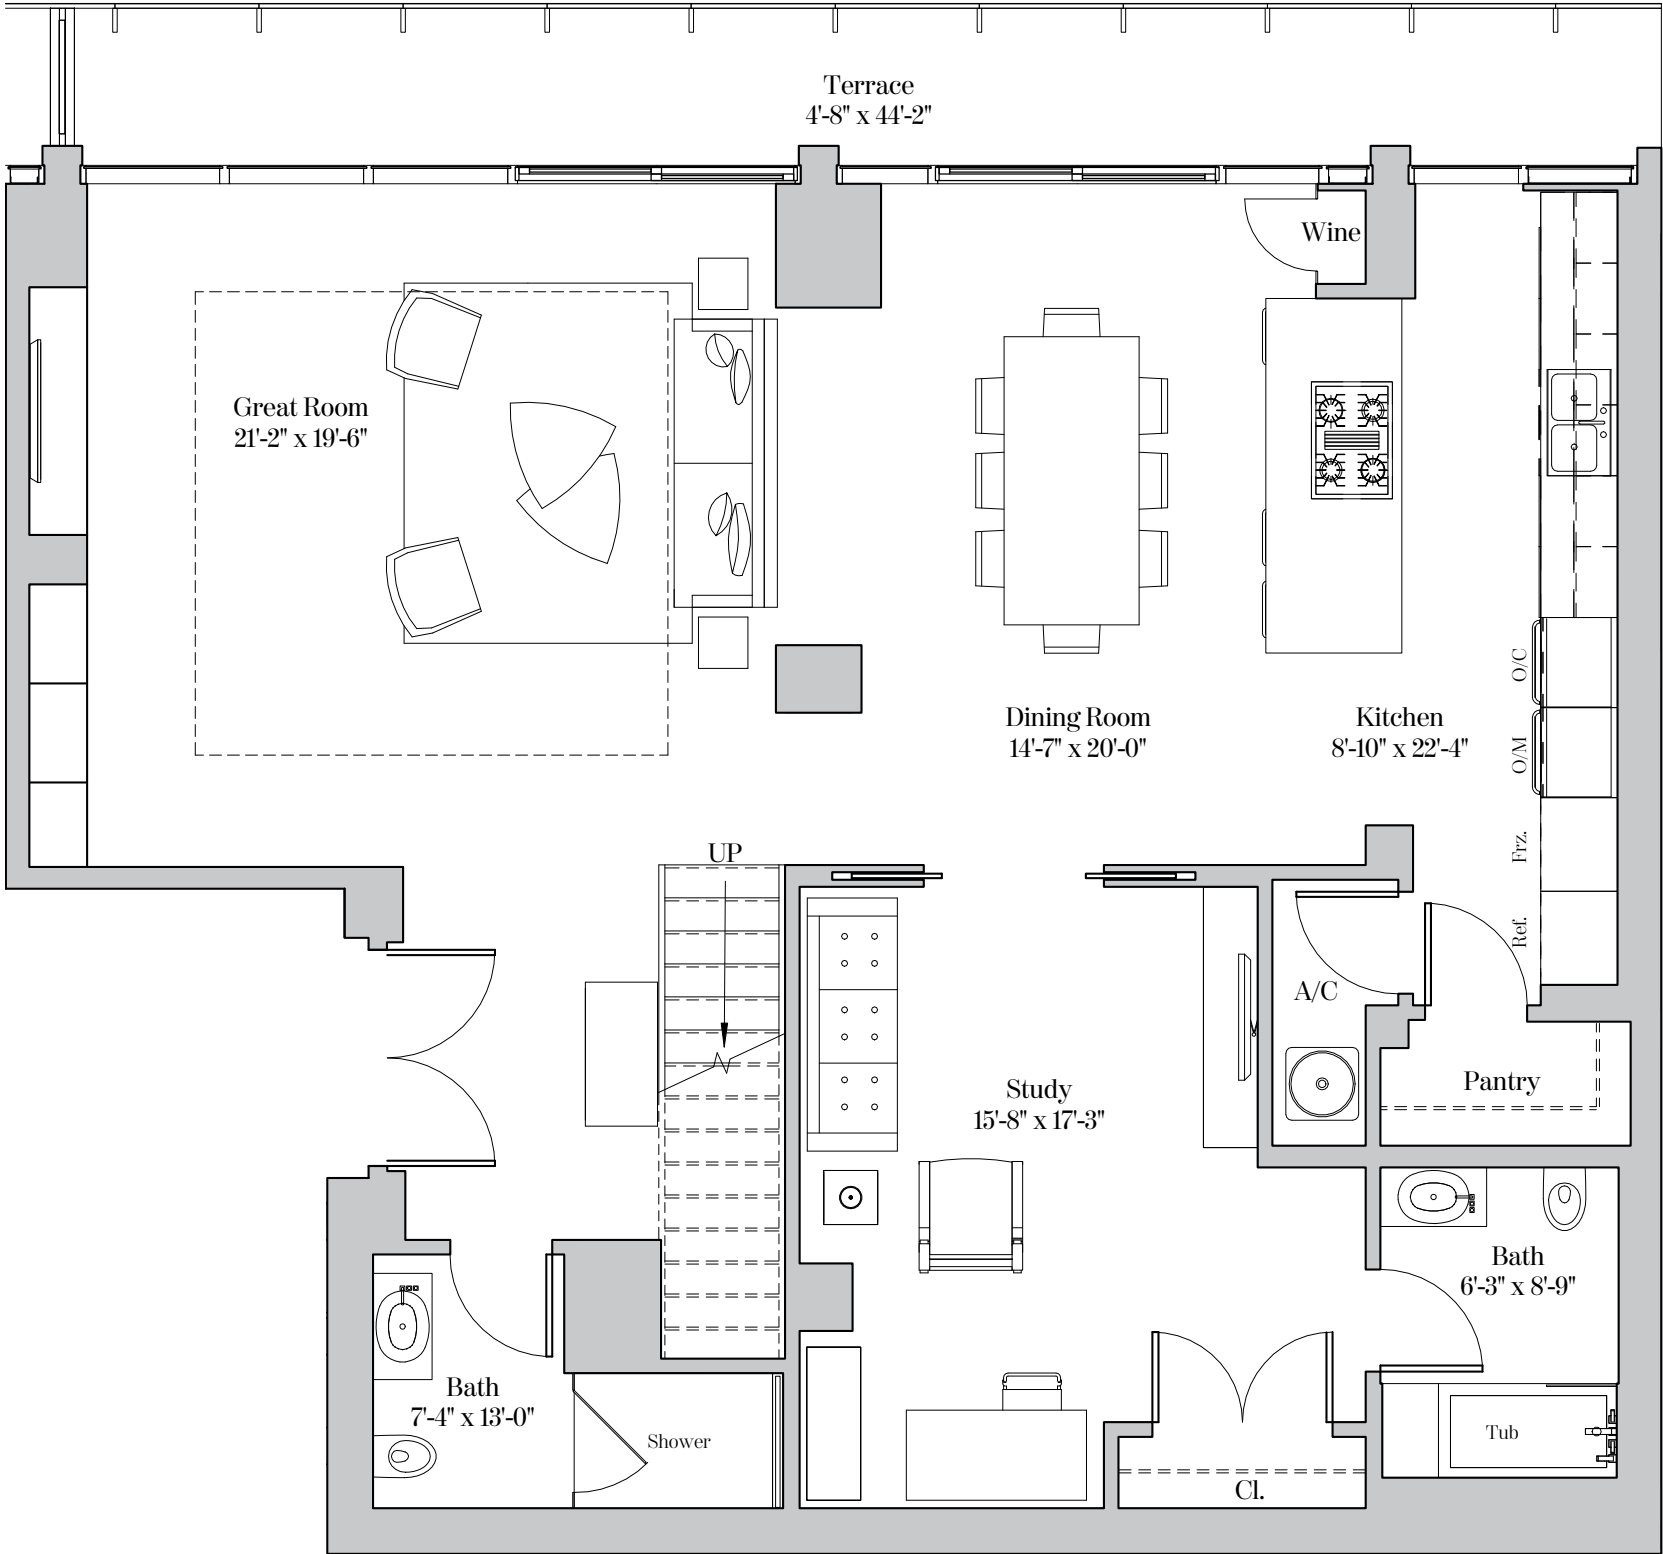 Terrace
4'-8" x 44'-2"
Wine
Great Room
21'-2" x 19'-6"
O/C
Dining Room
14'-7" x 20'-0"
Kitchen
8'-10" x 22'-4"
O/M
Frz.
UP
Ref.
A/C
Study
15'-8" x 17'-3"
Pantry
Bath
6'-3" x 8'-9"
Bath
7'-4" x 13'-0"
Shower
Tub
Cl.